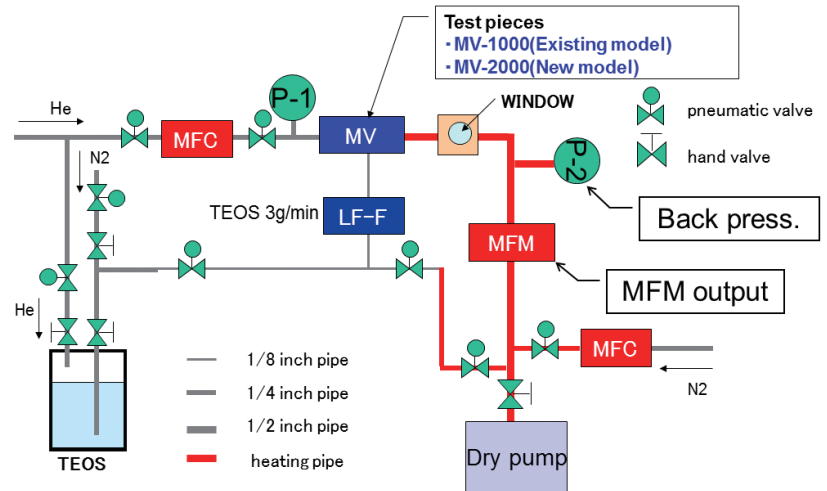 Test pieces
・MV-1000(Existing model)
・MV-2000(New model)
He
P-1
WINDOW
pneumatic valve
MFC
MV
P-2
hand valve
N2
TEOS 3g/min
LF-F
Back press.
MFM
MFM output
He
1/8 inch pipe
MFC
1/4 inch pipe
N2
1/2 inch pipe
TEOS
heating pipe
Dry pump